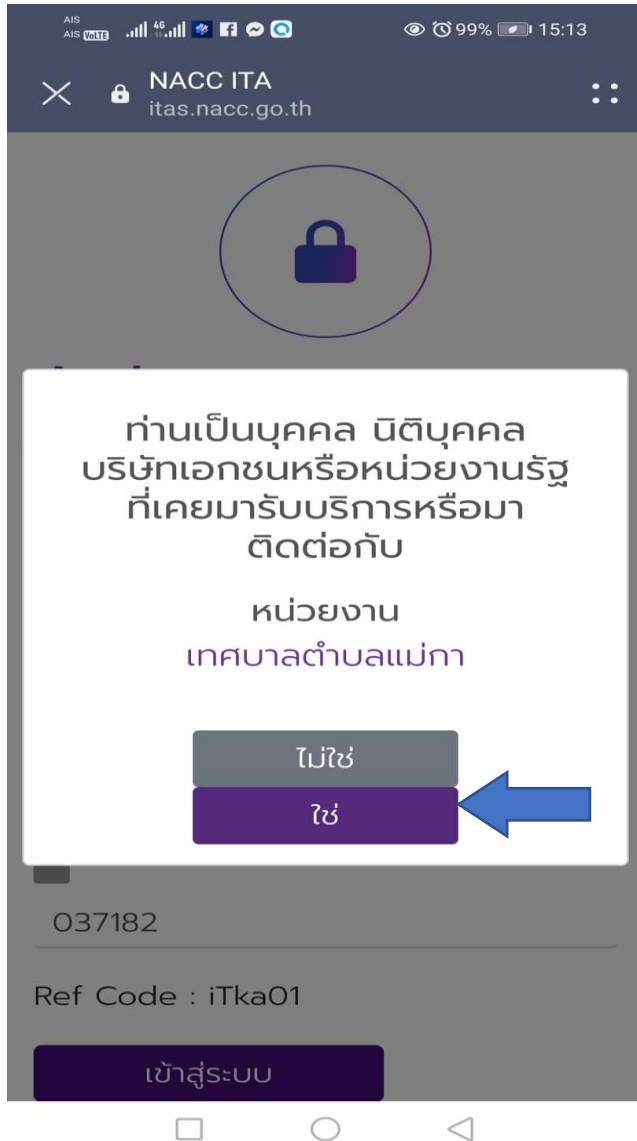 AIS
AIS VoLTE 4G 99% 15:13
NACC ITA
itas.nacc.go.th
ท่านเป็นบุคคล นิติบุคคล
บริษัทเอกชนหรือหน่วยงานรัฐ
ที่เคยมารับบริการหรือมา
ติดต่อกับ
หน่วยงาน
เทศบาลตำบลแม่กา
ไม่ใช่
ใช่
037182
Ref Code : iTka01
เข้าสู่ระบบ